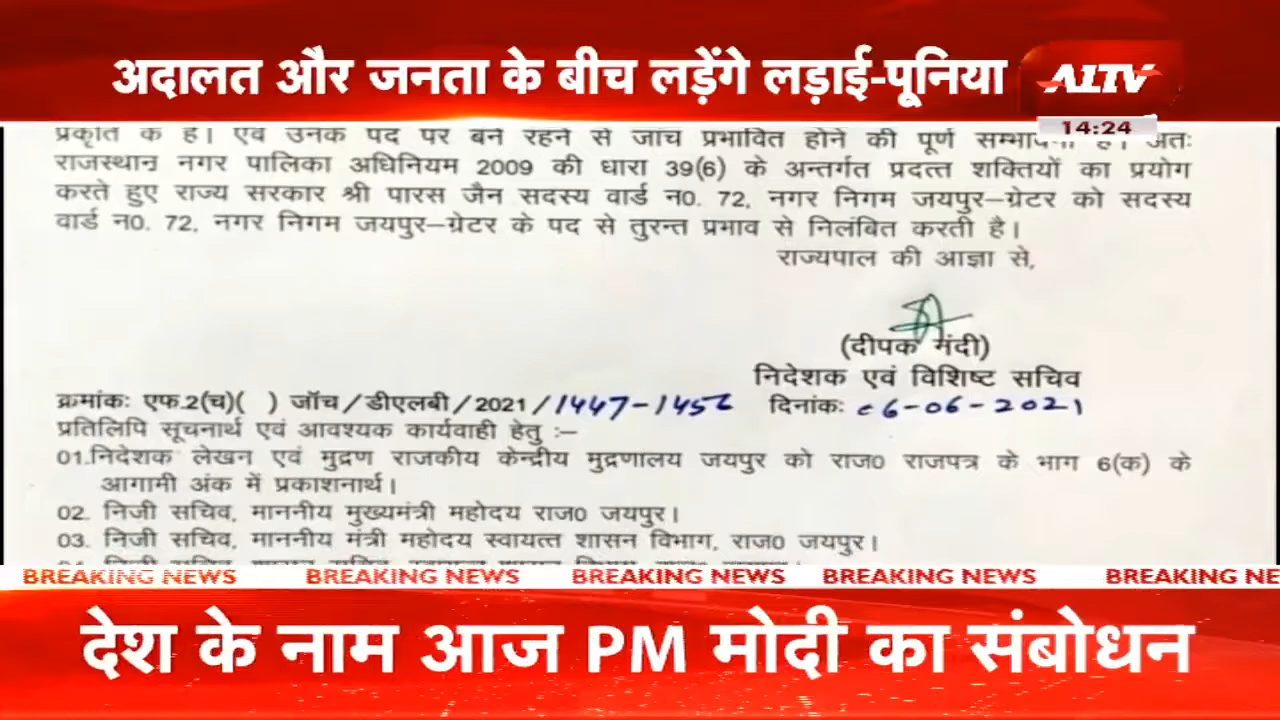 अदालत और जनता के बीच लड़ेंगे लड़ाई-पूनिया
ALTV
14:24
प्रकृति के है। एवं उनके पद पर बने रहने से जांच प्रभावित होने की पूर्ण सम्भावना है। अतः
राजस्थान नगर पालिका अधिनियम 2009 की धारा 39(6) के अन्तर्गत प्रदत्त शक्तियों का प्रयोग
करते हुए राज्य सरकार श्री पारस जैन सदस्य वार्ड न0. 72, नगर निगम जयपुर–ग्रेटर को सदस्य
वार्ड न0. 72, नगर निगम जयपुर–ग्रेटर के पद से तुरन्त प्रभाव से निलंबित करती है।
राज्यपाल की आज्ञा से,
(दीपक नंदी)
निदेशक एवं विशिष्ट सचिव
क्रमांकः एफ.2(च)( ) जॉच/डीएलबी/2021/1447-1456 दिनांकः 06-06-2021
प्रतिलिपि सूचनार्थ एवं आवश्यक कार्यवाही हेतु :–
01.निदेशक लेखन एवं मुद्रण राजकीय केन्द्रीय मुद्रणालय जयपुर को राज0 राजपत्र के भाग 6(क) के
आगामी अंक में प्रकाशनार्थ।
02. निजी सचिव, माननीय मुख्यमंत्री महोदय राज0 जयपुर।
03. निजी सचिव, माननीय मंत्री महोदय स्वायत्त शासन विभाग, राज0 जयपुर।
BREAKING NEWS BREAKING NEWS BREAKING NEWS BREAKING NEWS BREAKING NE
देश के नाम आज PM मोदी का संबोधन